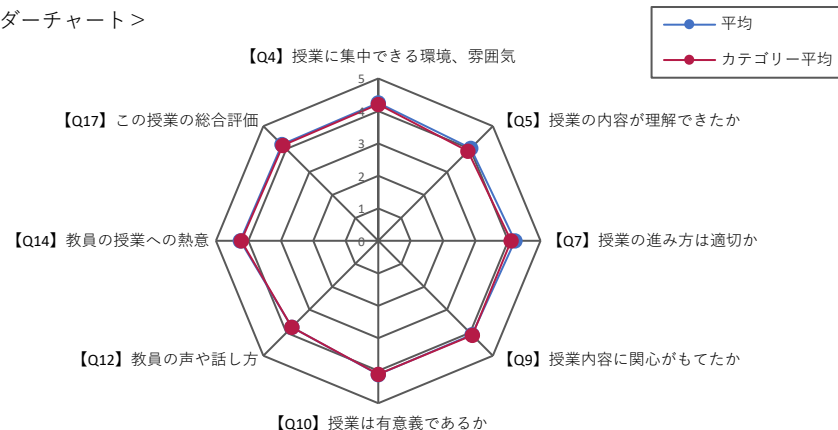 ダーチャート＞
平均
カテゴリー平均
【Q4】授業に集中できる環境、雰囲気
【Q17】この授業の総合評価
【Q5】授業の内容が理解できたか
【Q14】教員の授業への熱意
【Q7】授業の進み方は適切か
【Q12】教員の声や話し方
【Q9】授業内容に関心がもてたか
【Q10】授業は有意義であるか
5
4
3
2
1
0